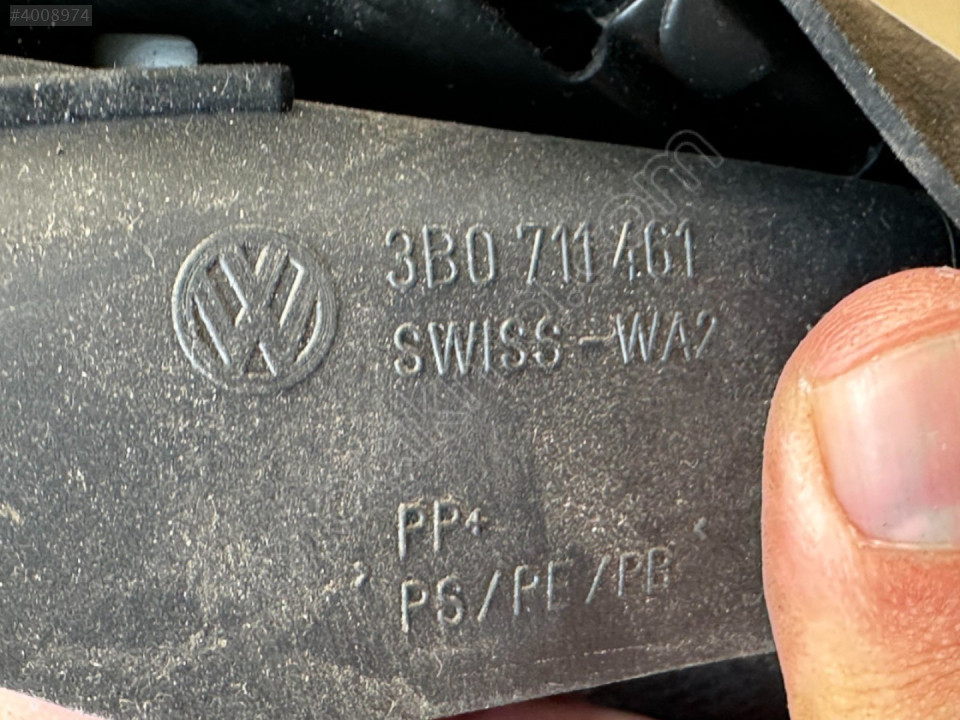 #4008974
3B0 711 461
SWISS-WA2
PP+
PS/PE/PB